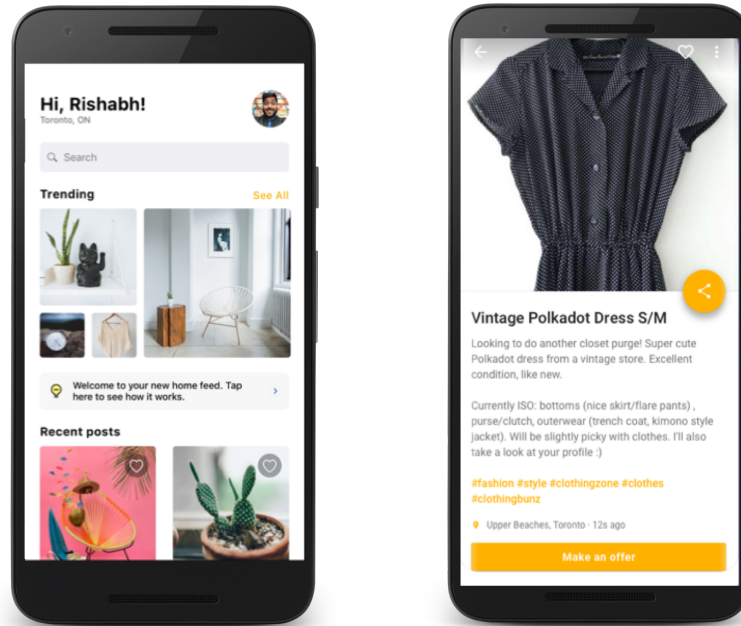 Hi, Rishabh!
Toronto, ON
Search
Trending
See All
Welcome to your new home feed. Tap
here to see how it works.
Recent posts
Vintage Polkadot Dress S/M
Looking to do another closet purge! Super cute
Polkadot dress from a vintage store. Excellent
condition, like new.
Currently ISO: bottoms (nice skirt/flare pants) ,
purse/clutch, outerwear (trench coat, kimono style
jacket). Will be slightly picky with clothes. I'll also
take a look at your profile :)
#fashion #style #clothingzone #clothes
#clothingbunz
Upper Beaches, Toronto · 12s ago
Make an offer